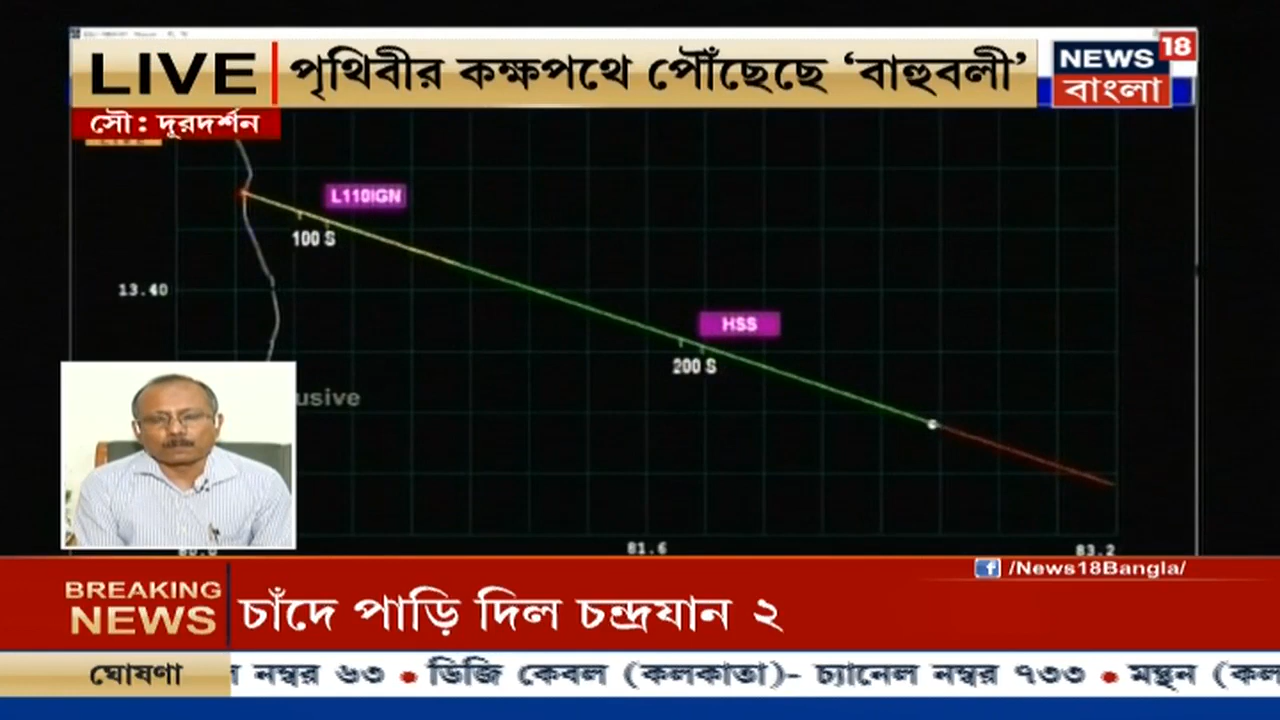 LIVE পৃথিবীর কক্ষপথে পৌঁছেছে ‘বাহুবলী’
NEWS 18
বাংলা
সৌ: দূরদর্শন
L110IGN
100 S
13.40
HSS
200 S
usive
81.6
83.2
/News18Bangla/
BREAKING
NEWS
চাঁদে পাড়ি দিল চন্দ্রযান ২
ঘোষণা
নম্বর ৬৩ • ডিজি কেবল (কলকাতা)- চ্যানেল নম্বর ৭৩৩ • মন্থন (কল